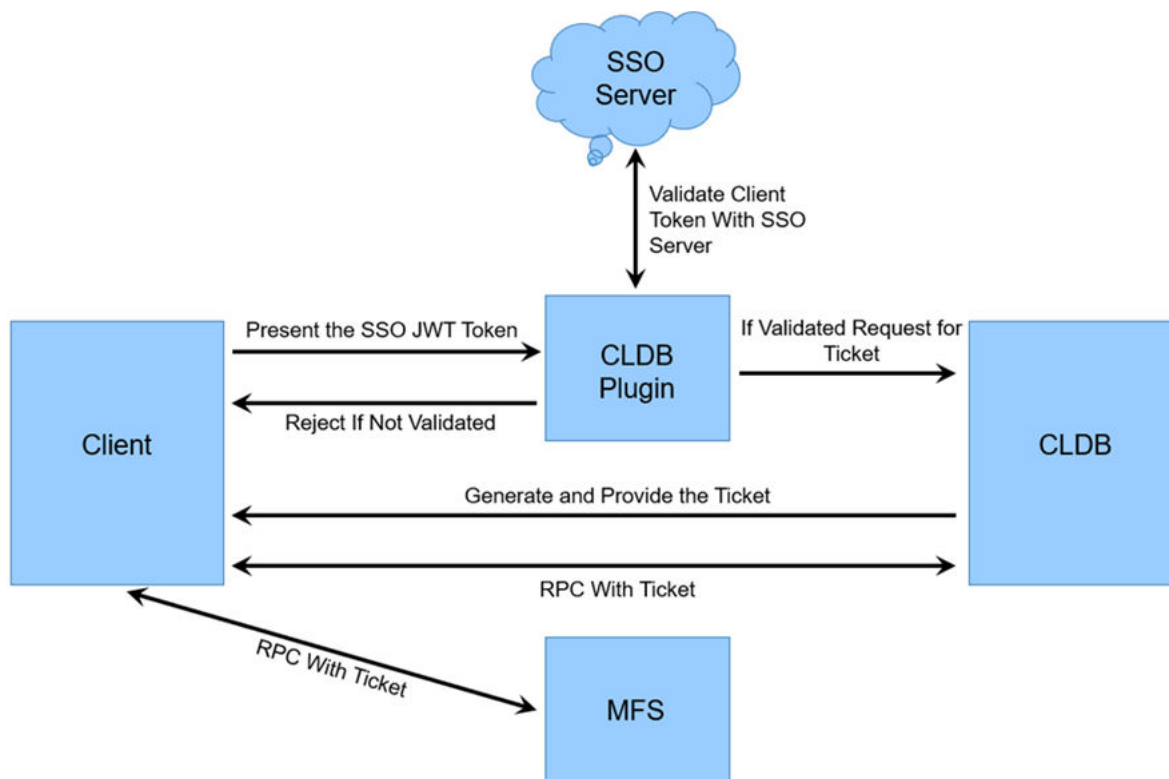 SSO
Server
Validate Client
Token With SSO
Server
Present the SSO JWT Token
If Validated Request for
Ticket
CLDB
Plugin
Reject If Not Validated
Client
CLDB
Generate and Provide the Ticket
RPC With Ticket
RPC With Ticket
MFS